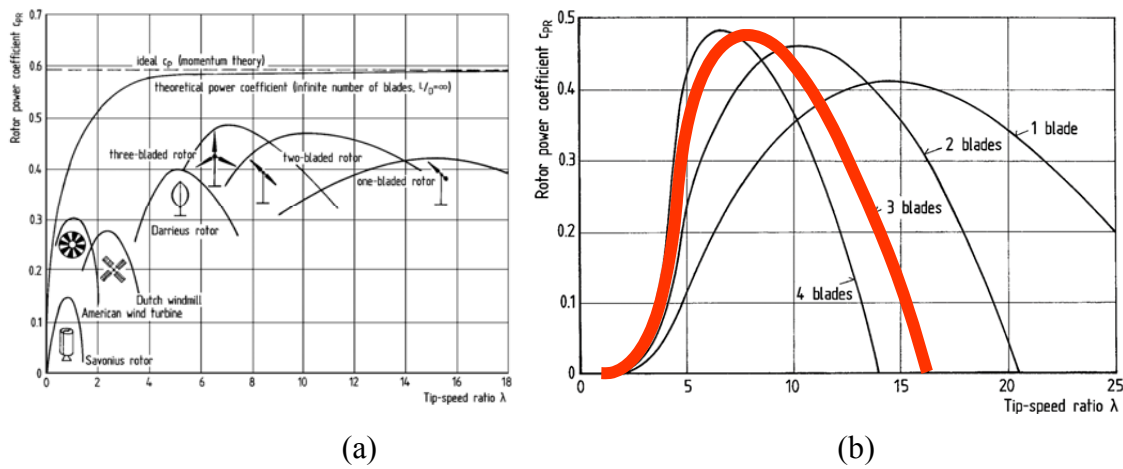 Rotor power coefficient cPR
0.7
0.6
0.5
0.4
0.3
0.2
0.1
0
ideal cp (momentum theory)
theoretical power coefficient (infinite number of blades, L/D=∞)
three-bladed rotor
two-bladed rotor
one-bladed rotor
Darrieus rotor
Dutch windmill
American wind turbine
Savonius rotor
0 2 4 6 8 10 12 14 16 18
Tip-speed ratio λ
(a)
Rotor power coefficient cPR
0.5
0.4
0.3
0.2
0.1
0
1 blade
2 blades
3 blades
4 blades
5 10 15 20 25
Tip-speed ratio λ
(b)